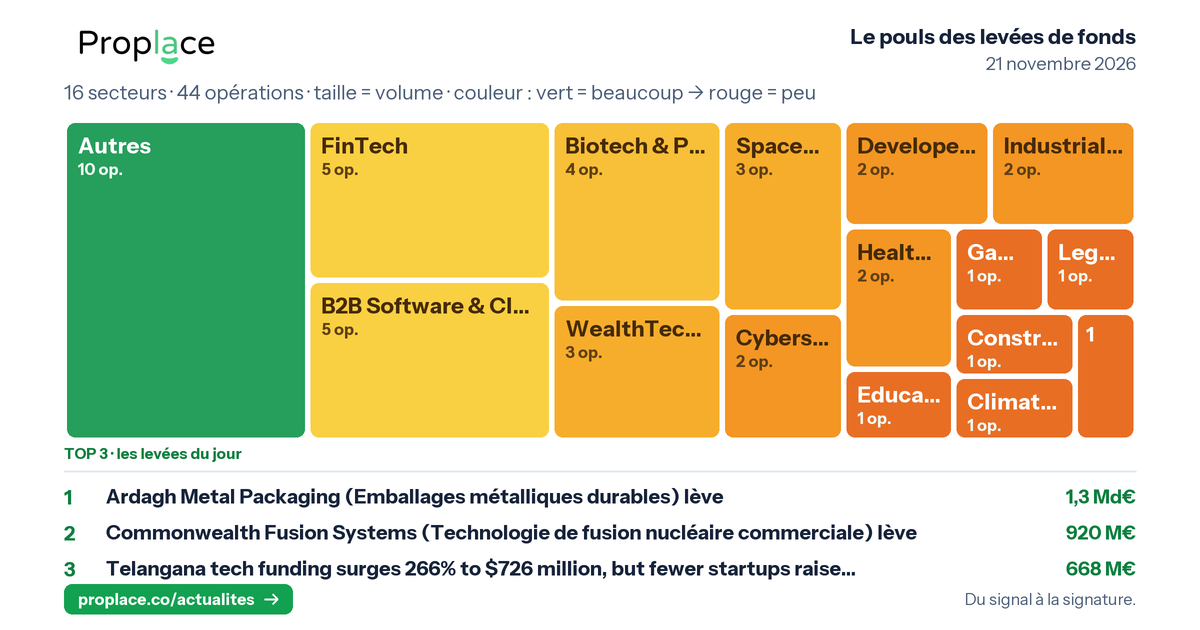 Proplace
Le pouls des levées de fonds
21 novembre 2026
16 secteurs · 44 opérations · taille = volume · couleur : vert = beaucoup → rouge = peu
Autres
10 op.
FinTech
5 op.
B2B Software & Cl...
5 op.
Biotech & P...
4 op.
WealthTec...
3 op.
Space...
3 op.
Cybers...
2 op.
Develope...
2 op.
Industrial...
2 op.
Healt...
2 op.
Educa...
1 op.
Ga...
1 op.
Leg...
1 op.
Constr...
1 op.
Climat...
1 op.
1
TOP 3 · les levées du jour
1 Ardagh Metal Packaging (Emballages métalliques durables) lève 1,3 Md€
2 Commonwealth Fusion Systems (Technologie de fusion nucléaire commerciale) lève 920 M€
3 Telangana tech funding surges 266% to $726 million, but fewer startups raise... 668 M€
proplace.co/actualites →
Du signal à la signature.